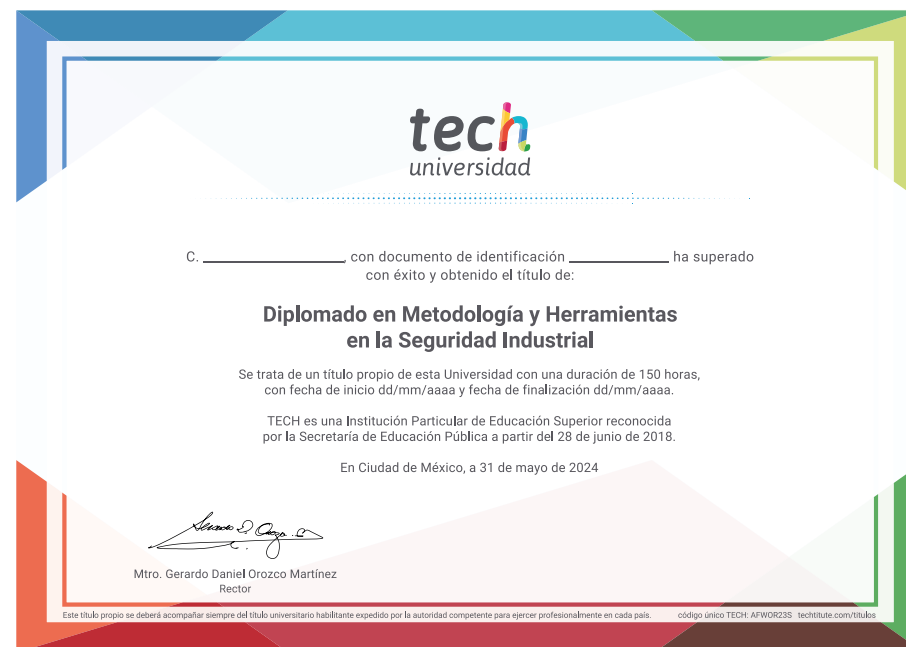 tech
universidad
C. ____________, con documento de identificación ____________ ha superado
con éxito y obtenido el título de:
Diplomado en Metodología y Herramientas
en la Seguridad Industrial
Se trata de un título propio de esta Universidad con una duración de 150 horas,
con fecha de inicio dd/mm/aaaa y fecha de finalización dd/mm/aaaa.
TECH es una Institución Particular de Educación Superior reconocida
por la Secretaría de Educación Pública a partir del 28 de junio de 2018.
En Ciudad de México, a 31 de mayo de 2024
Mtro. Gerardo Daniel Orozco Martínez
Rector
Este título propio se deberá acompañar siempre del título universitario habilitante expedido por la autoridad competente para ejercer profesionalmente en cada país. código único TECH: AFWOR23S techtitute.com/titulos